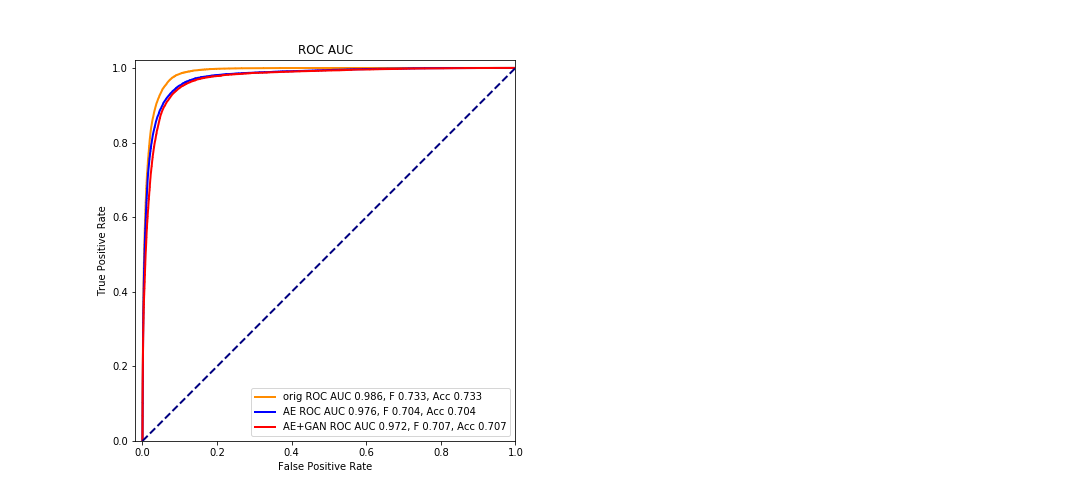 ROC AUC
1.0
0.8
0.6
0.4
0.2
0.0
True Positive Rate
orig ROC AUC 0.986, F 0.733, Acc 0.733
AE ROC AUC 0.976, F 0.704, Acc 0.704
AE+GAN ROC AUC 0.972, F 0.707, Acc 0.707
0.0 0.2 0.4 0.6 0.8 1.0
False Positive Rate